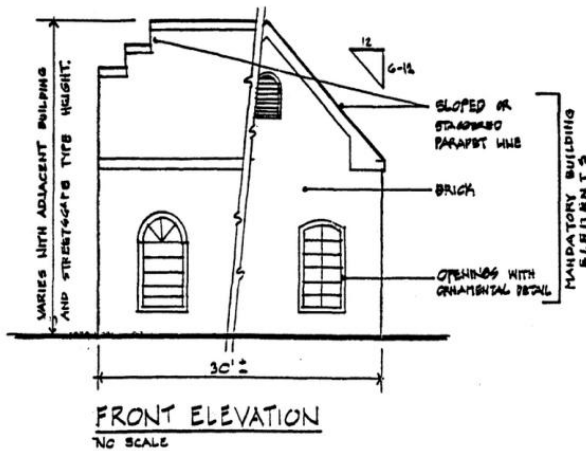 12
6-12
SLOPED OR
STAGGERED
PARAPET LINE
BRICK
OPENINGS WITH
ORNAMENTAL DETAIL
MANDATORY BUILDING
ELEMENTS
VARIES WITH ADJACENT BUILDING
AND STREETSCAPE TYPE HEIGHT.
30' ±
FRONT ELEVATION
NO SCALE